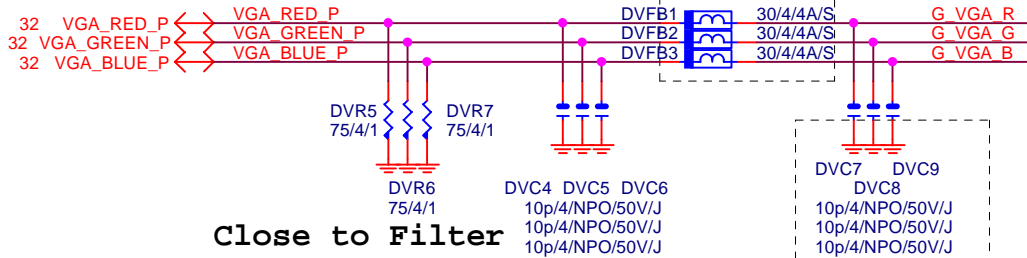 32 VGA_RED_P VGA_RED_P DVFB1 30/4/4A/S G_VGA_R
32 VGA_GREEN_P VGA_GREEN_P DVFB2 30/4/4A/S G_VGA_G
32 VGA_BLUE_P VGA_BLUE_P DVFB3 30/4/4A/S G_VGA_B
DVR5 DVR7
75/4/1 75/4/1
DVC7 DVC9
DVR6 DVC4 DVC5 DVC6 DVC8
75/4/1 10p/4/NPO/50V/J 10p/4/NPO/50V/J
Close to Filter 10p/4/NPO/50V/J 10p/4/NPO/50V/J
10p/4/NPO/50V/J 10p/4/NPO/50V/J